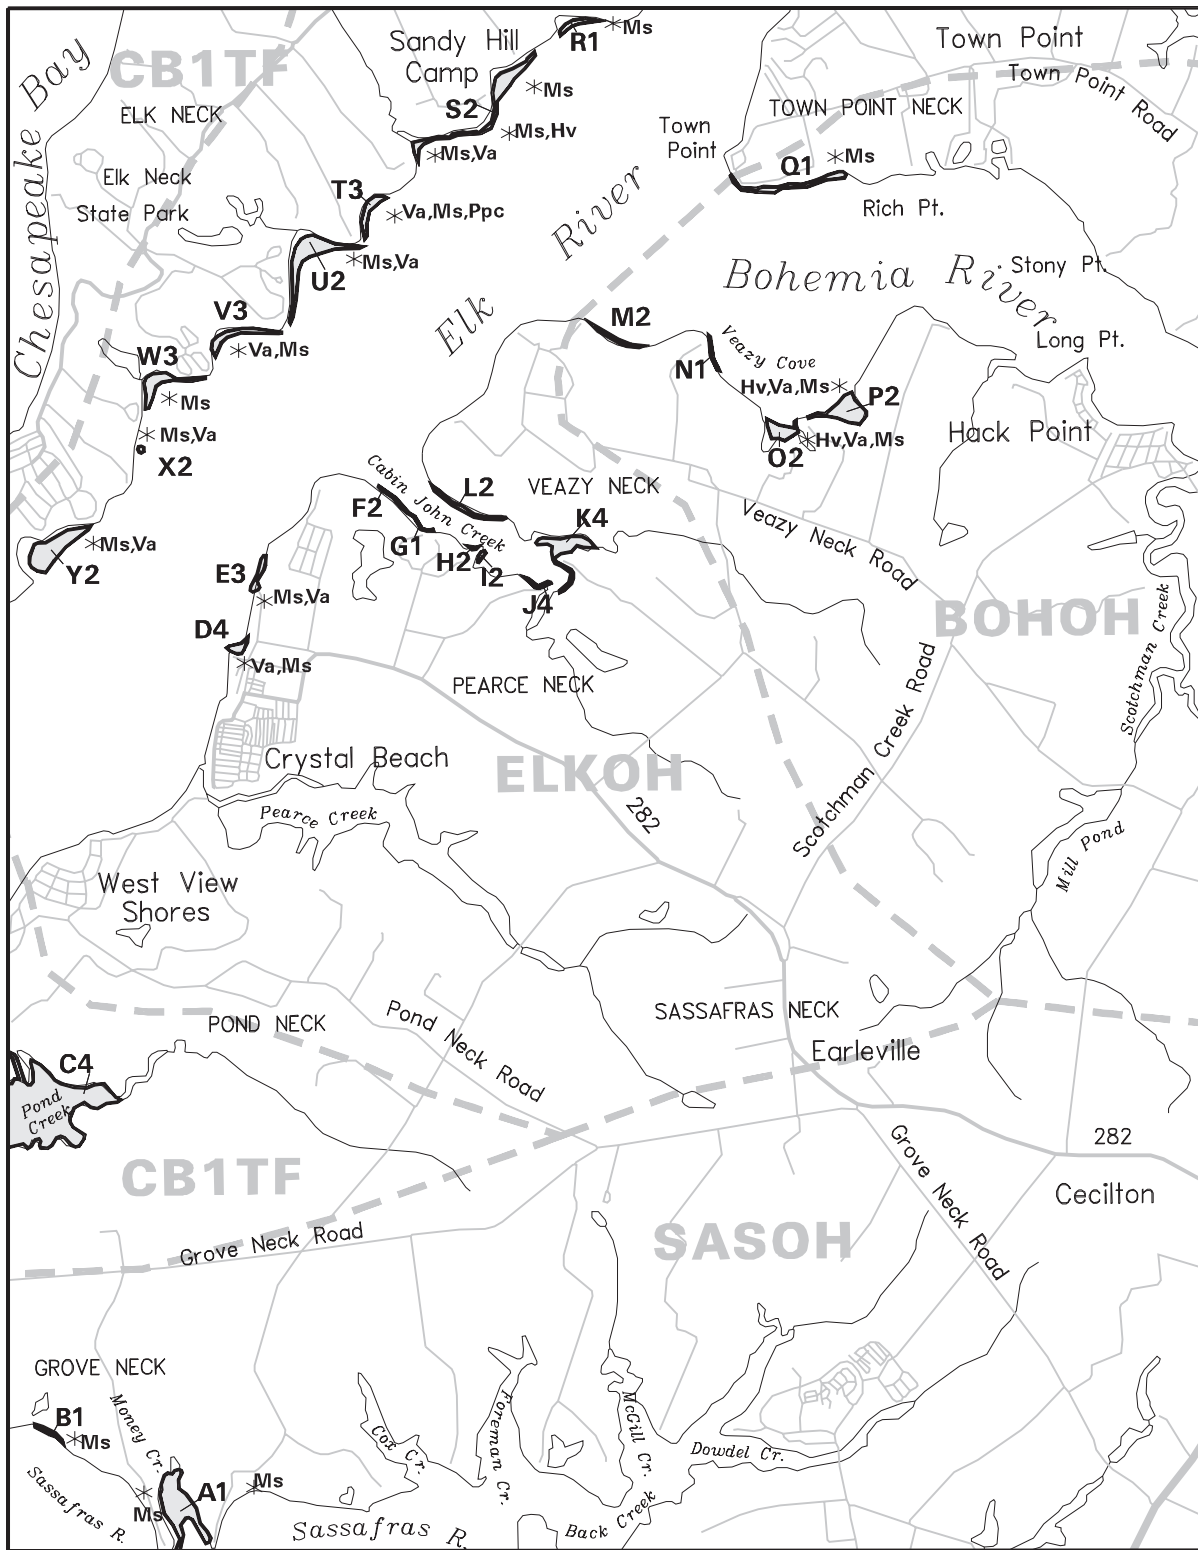 R1
*Ms
Sandy Hill
Camp
Town Point
Chesapeake Bay
CB1TF
Town Point Road
*Ms
ELK NECK
S2
TOWN POINT NECK
*Ms,Hv
Town
Point
*Ms,Va
Q1
*Ms
Elk Neck
State Park
T3
*Va,Ms,Ppc
Rich Pt.
Elk River
U2
*Ms,Va
Bohemia River
Stony Pt.
V3
M2
*Va,Ms
Long Pt.
W3
Veazy Cove
N1
*Ms
Hv,Va,Ms*
P2
*Ms,Va
X2
*Hv,Va,Ms
O2
Hack Point
Cabin John Creek
L2
VEAZY NECK
F2
K4
Veazy Neck Road
*Ms,Va
Y2
G1
H2
I2
E3
*Ms,Va
J4
BOHOH
Scotchman Creek
D4
*Va,Ms
PEARCE NECK
Scotchman Creek Road
Crystal Beach
ELKOH
Pearce Creek
282
Mill Pond
West View
Shores
POND NECK
Pond Neck Road
SASSAFRAS NECK
Earleville
C4
Pond
Creek
282
CB1TF
Grove Neck Road
Cecilton
Grove Neck Road
SASOH
GROVE NECK
Money Cr.
B1
*Ms
Cox Cr.
Foreman Cr.
McGill Cr.
Dowdel Cr.
Sassafras R.
*
Ms
A1
*Ms
Sassafras R.
Back Creek